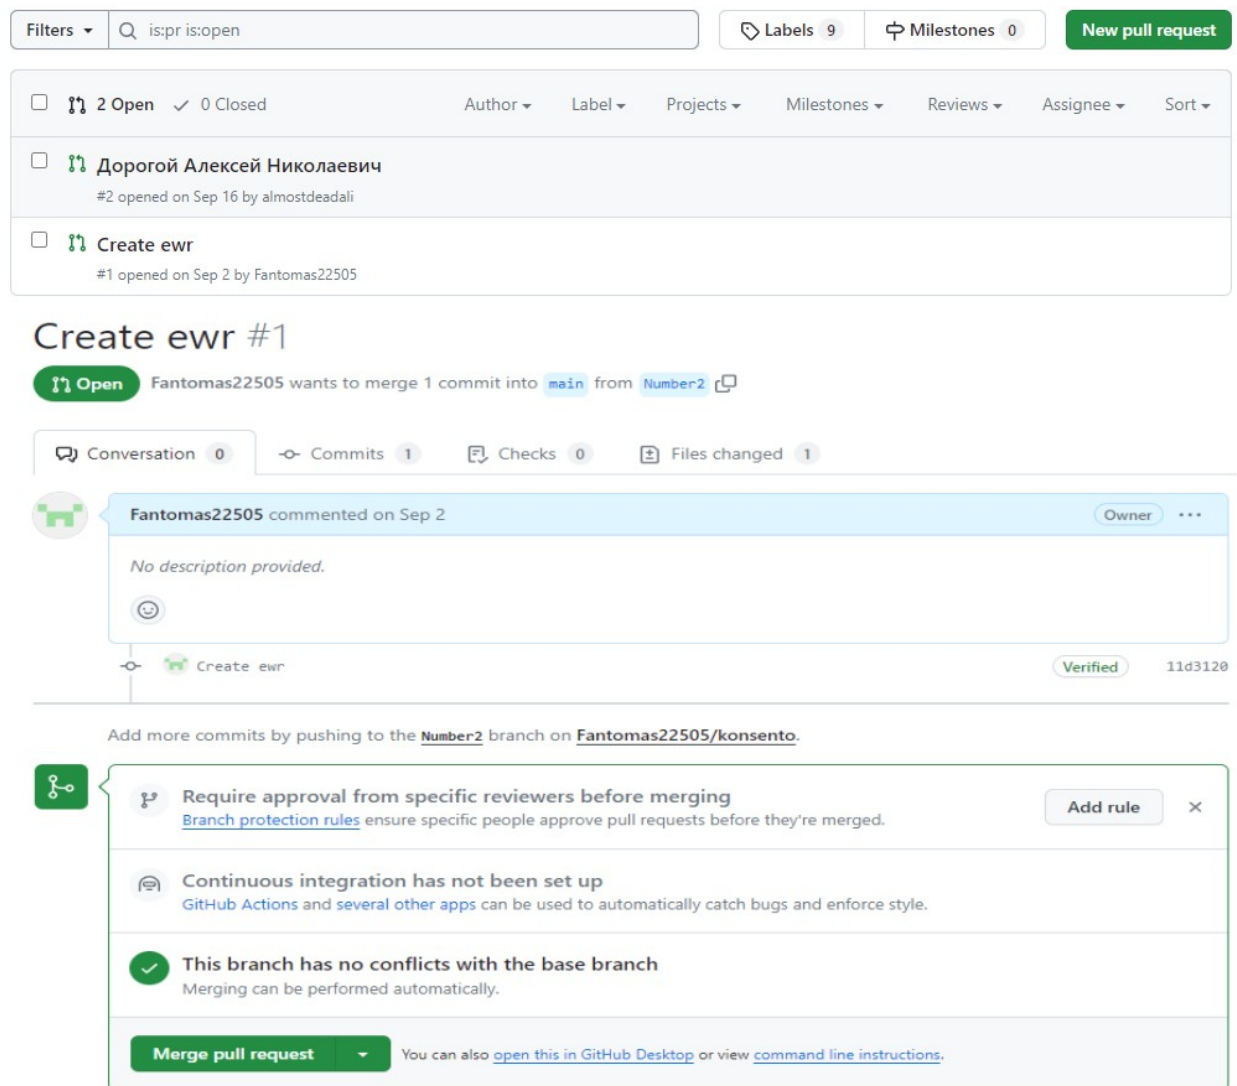 Filters is:pr is:open Labels 9 Milestones 0 New pull request
2 Open 0 Closed Author Label Projects Milestones Reviews Assignee Sort
Дорогой Алексей Николаевич
#2 opened on Sep 16 by almostdeadali
Create ewr
#1 opened on Sep 2 by Fantomas22505
Create ewr #1
Open Fantomas22505 wants to merge 1 commit into main from Number2
Conversation 0 Commits 1 Checks 0 Files changed 1
Fantomas22505 commented on Sep 2 Owner ...
No description provided.
Create ewr Verified 11d3120
Add more commits by pushing to the Number2 branch on Fantomas22505/konsento.
Require approval from specific reviewers before merging Add rule
Branch protection rules ensure specific people approve pull requests before they're merged.
Continuous integration has not been set up
GitHub Actions and several other apps can be used to automatically catch bugs and enforce style.
This branch has no conflicts with the base branch
Merging can be performed automatically.
Merge pull request You can also open this in GitHub Desktop or view command line instructions.